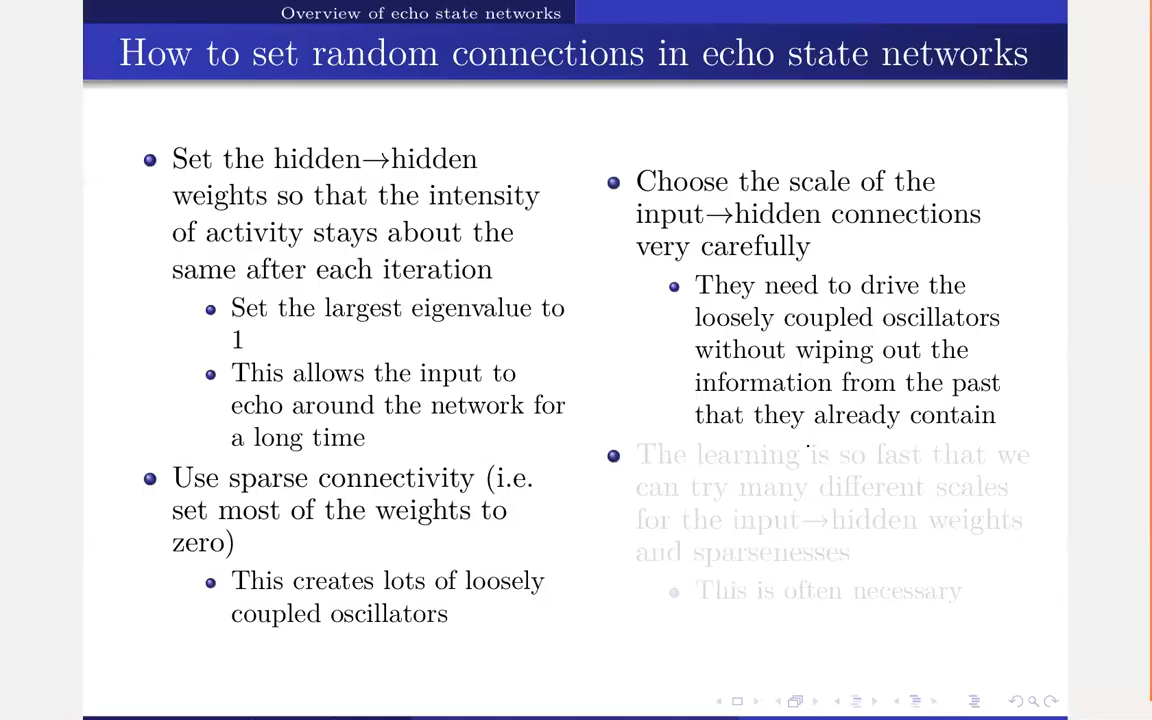 Overview of echo state networks
How to set random connections in echo state networks
Set the hidden→hidden
weights so that the intensity
of activity stays about the
same after each iteration
Set the largest eigenvalue to
1
This allows the input to
echo around the network for
a long time
Use sparse connectivity (i.e.
set most of the weights to
zero)
This creates lots of loosely
coupled oscillators
Choose the scale of the
input→hidden connections
very carefully
They need to drive the
loosely coupled oscillators
without wiping out the
information from the past
that they already contain
The learning is so fast that we
can try many different scales
for the input→hidden weights
and sparsenesses
This is often necessary